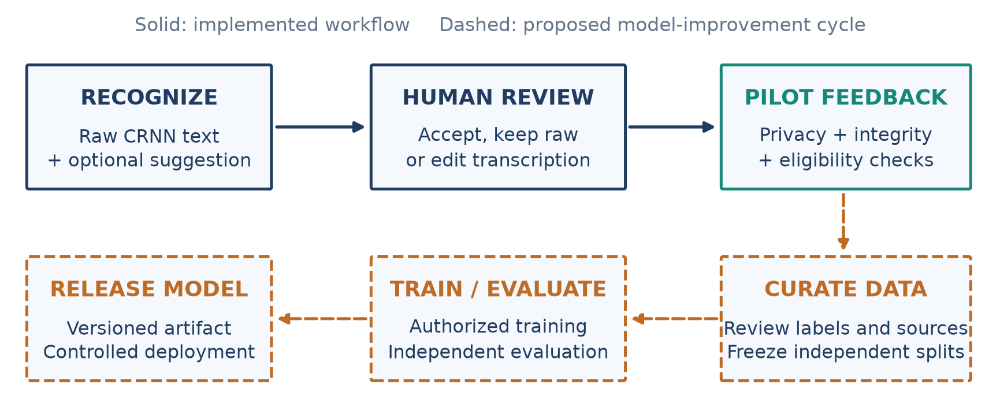 Solid: implemented workflow Dashed: proposed model-improvement cycle
RECOGNIZE
Raw CRNN text
+ optional suggestion
HUMAN REVIEW
Accept, keep raw
or edit transcription
PILOT FEEDBACK
Privacy + integrity
+ eligibility checks
CURATE DATA
Review labels and sources
Freeze independent splits
TRAIN / EVALUATE
Authorized training
Independent evaluation
RELEASE MODEL
Versioned artifact
Controlled deployment